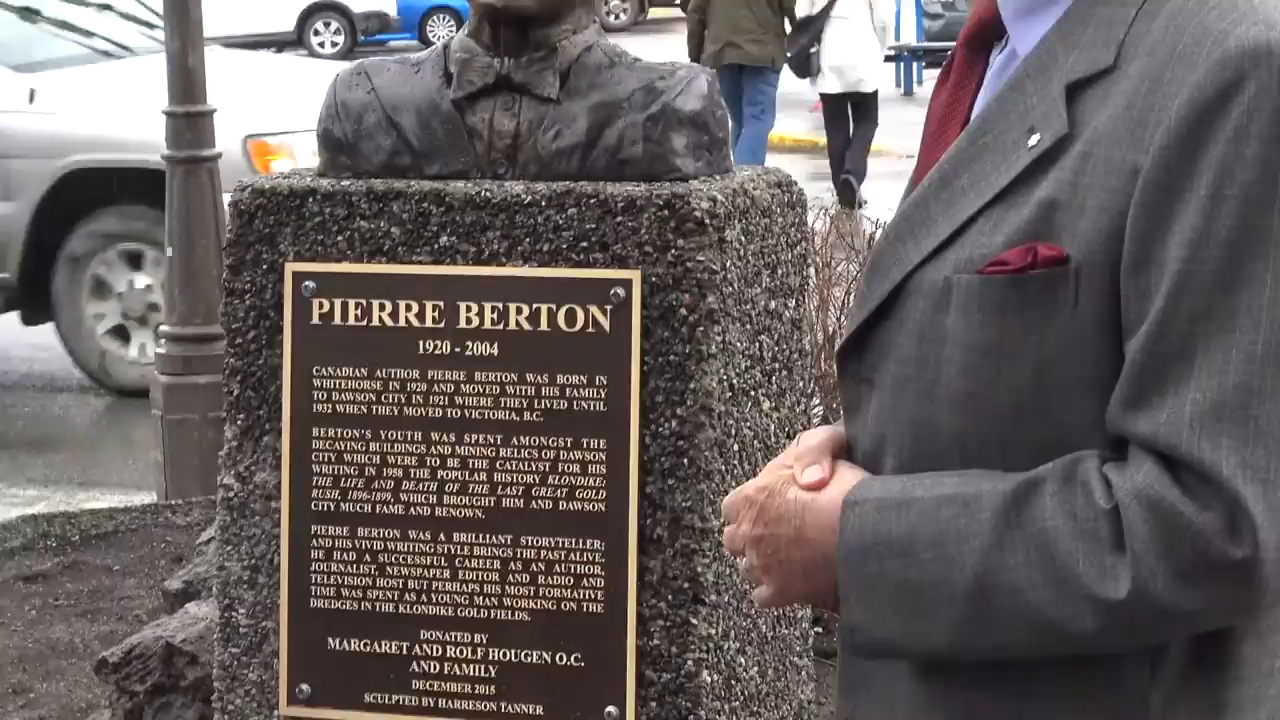 PIERRE BERTON
1920 - 2004
CANADIAN AUTHOR PIERRE BERTON WAS BORN IN
WHITEHORSE IN 1920 AND MOVED WITH HIS FAMILY
TO DAWSON CITY IN 1921 WHERE THEY LIVED UNTIL
1932 WHEN THEY MOVED TO VICTORIA, B.C.
BERTON'S YOUTH WAS SPENT AMONGST THE
DECAYING BUILDINGS AND MINING RELICS OF DAWSON
CITY WHICH WERE TO BE THE CATALYST FOR HIS
WRITING IN 1958 THE POPULAR HISTORY KLONDIKE:
THE LIFE AND DEATH OF THE LAST GREAT GOLD
RUSH, 1896-1899, WHICH BROUGHT HIM AND DAWSON
CITY MUCH FAME AND RENOWN.
PIERRE BERTON WAS A BRILLIANT STORYTELLER;
AND HIS VIVID WRITING STYLE BRINGS THE PAST ALIVE.
HE HAD A SUCCESSFUL CAREER AS AN AUTHOR,
JOURNALIST, NEWSPAPER EDITOR AND RADIO AND
TELEVISION HOST BUT PERHAPS HIS MOST FORMATIVE
TIME WAS SPENT AS A YOUNG MAN WORKING ON THE
DREDGES IN THE KLONDIKE GOLD FIELDS.
DONATED BY
MARGARET AND ROLF HOUGEN O.C.
AND FAMILY
DECEMBER 2015
SCULPTED BY HARRESON TANNER